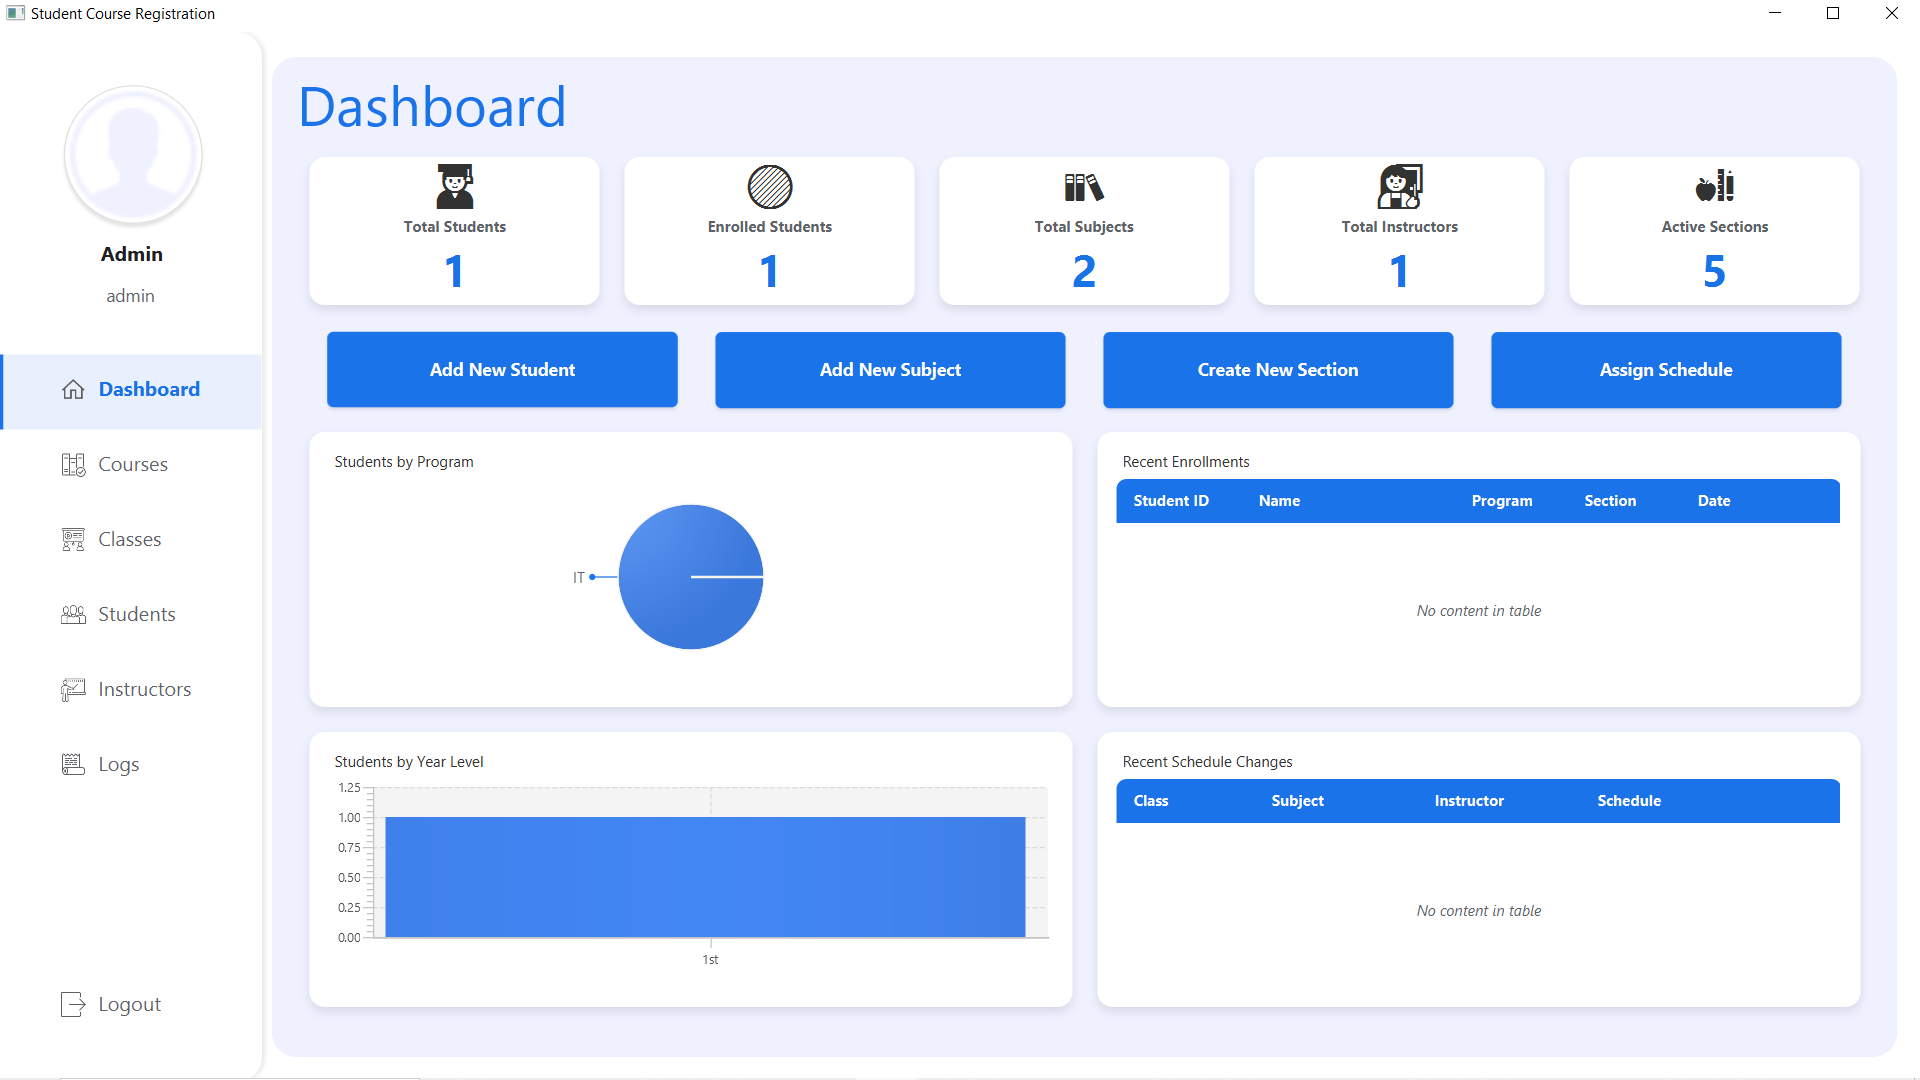 Student Course Registration
Admin
admin
Dashboard
Courses
Classes
Students
Instructors
Logs
Logout
Dashboard
Total Students
1
Enrolled Students
1
Total Subjects
2
Total Instructors
1
Active Sections
5
Add New Student
Add New Subject
Create New Section
Assign Schedule
Students by Program
IT
Recent Enrollments
Student ID Name Program Section Date
No content in table
Students by Year Level
1.25
1.00
0.75
0.50
0.25
0.00
1st
Recent Schedule Changes
Class Subject Instructor Schedule
No content in table